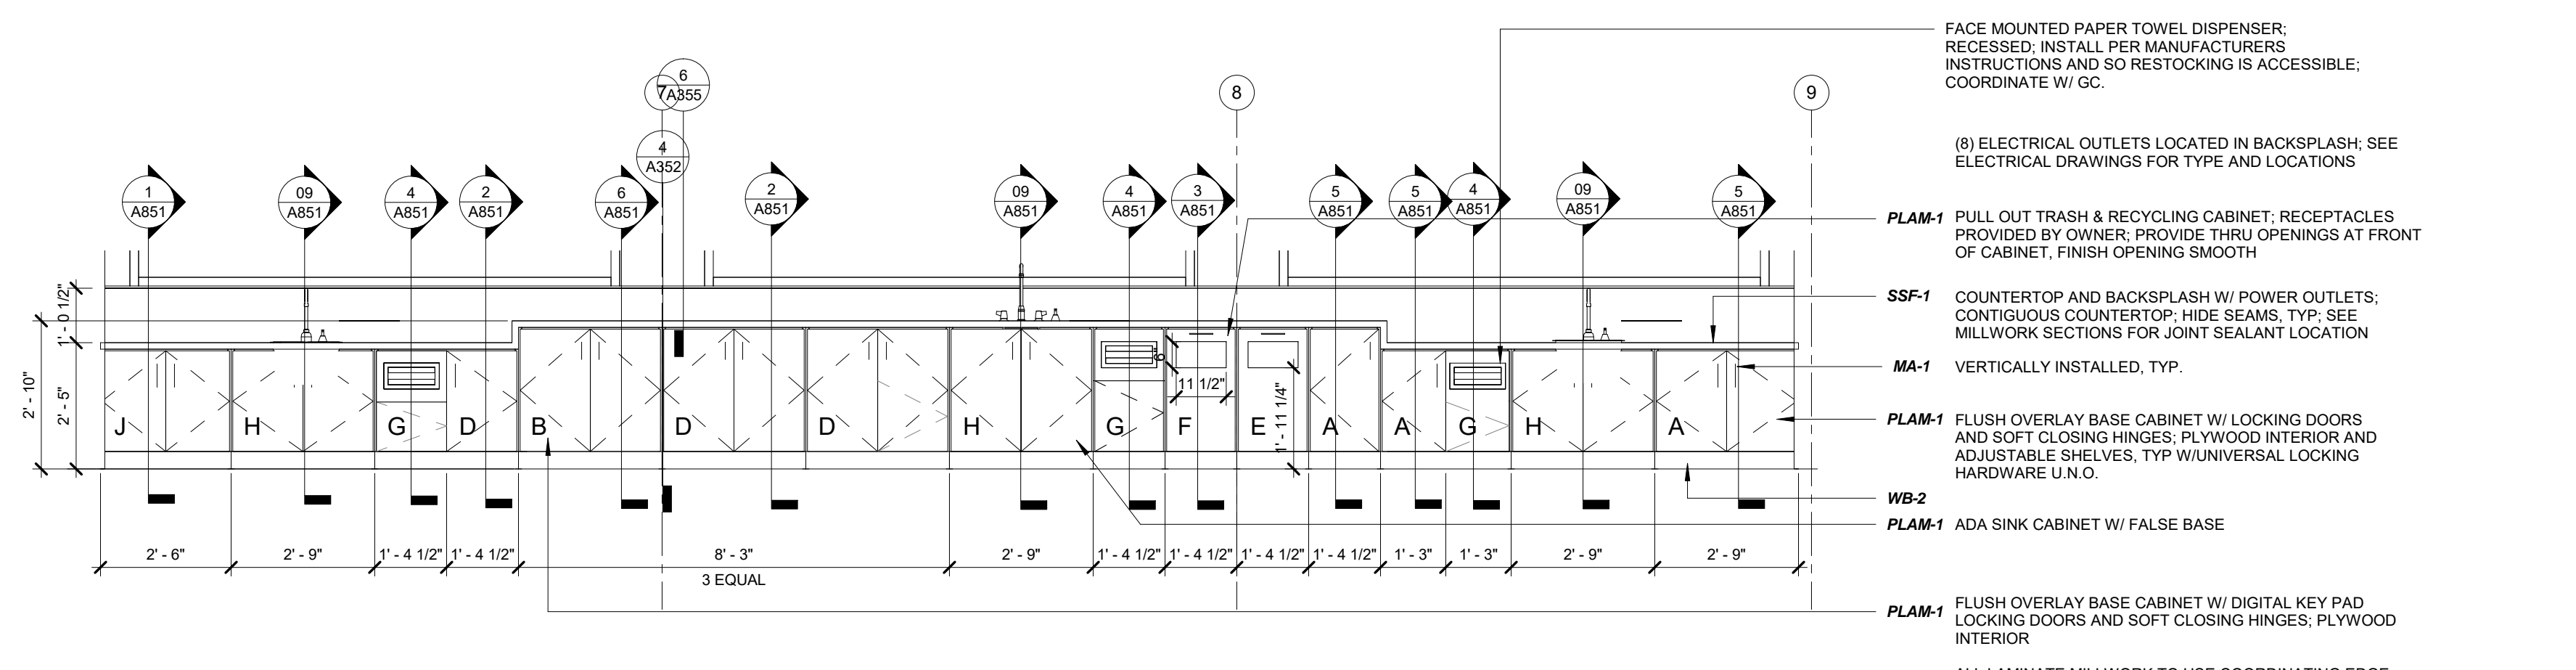 FACE MOUNTED PAPER TOWEL DISPENSER;
RECESSED; INSTALL PER MANUFACTURERS
INSTRUCTIONS AND SO RESTOCKING IS ACCESSIBLE;
COORDINATE W/ GC.
6
A355
7
8
9
4
A352
(8) ELECTRICAL OUTLETS LOCATED IN BACKSPLASH; SEE
ELECTRICAL DRAWINGS FOR TYPE AND LOCATIONS
1
A851
09
A851
4
A851
2
A851
6
A851
2
A851
09
A851
4
A851
3
A851
5
A851
5
A851
4
A851
09
A851
5
A851
PLAM-1 PULL OUT TRASH & RECYCLING CABINET; RECEPTACLES
PROVIDED BY OWNER; PROVIDE THRU OPENINGS AT FRONT
OF CABINET, FINISH OPENING SMOOTH
SSF-1 COUNTERTOP AND BACKSPLASH W/ POWER OUTLETS;
CONTIGUOUS COUNTERTOP; HIDE SEAMS, TYP; SEE
MILLWORK SECTIONS FOR JOINT SEALANT LOCATION
MA-1 VERTICALLY INSTALLED, TYP.
PLAM-1 FLUSH OVERLAY BASE CABINET W/ LOCKING DOORS
AND SOFT CLOSING HINGES; PLYWOOD INTERIOR AND
ADJUSTABLE SHELVES, TYP W/UNIVERSAL LOCKING
HARDWARE U.N.O.
WB-2
PLAM-1 ADA SINK CABINET W/ FALSE BASE
1' - 0 1/2"
2' - 10"
2' - 5"
6"
11 1/2"
1' - 11 1/4"
J H G D B D D H G F E A A G H A
2' - 6" 2' - 9" 1' - 4 1/2" 1' - 4 1/2" 8' - 3" 2' - 9" 1' - 4 1/2" 1' - 4 1/2" 1' - 4 1/2" 1' - 4 1/2" 1' - 3" 1' - 3" 2' - 9" 2' - 9"
3 EQUAL
PLAM-1 FLUSH OVERLAY BASE CABINET W/ DIGITAL KEY PAD
LOCKING DOORS AND SOFT CLOSING HINGES; PLYWOOD
INTERIOR
ALL LAMINATE MILLWORK TO USE COORDINATING EDGE